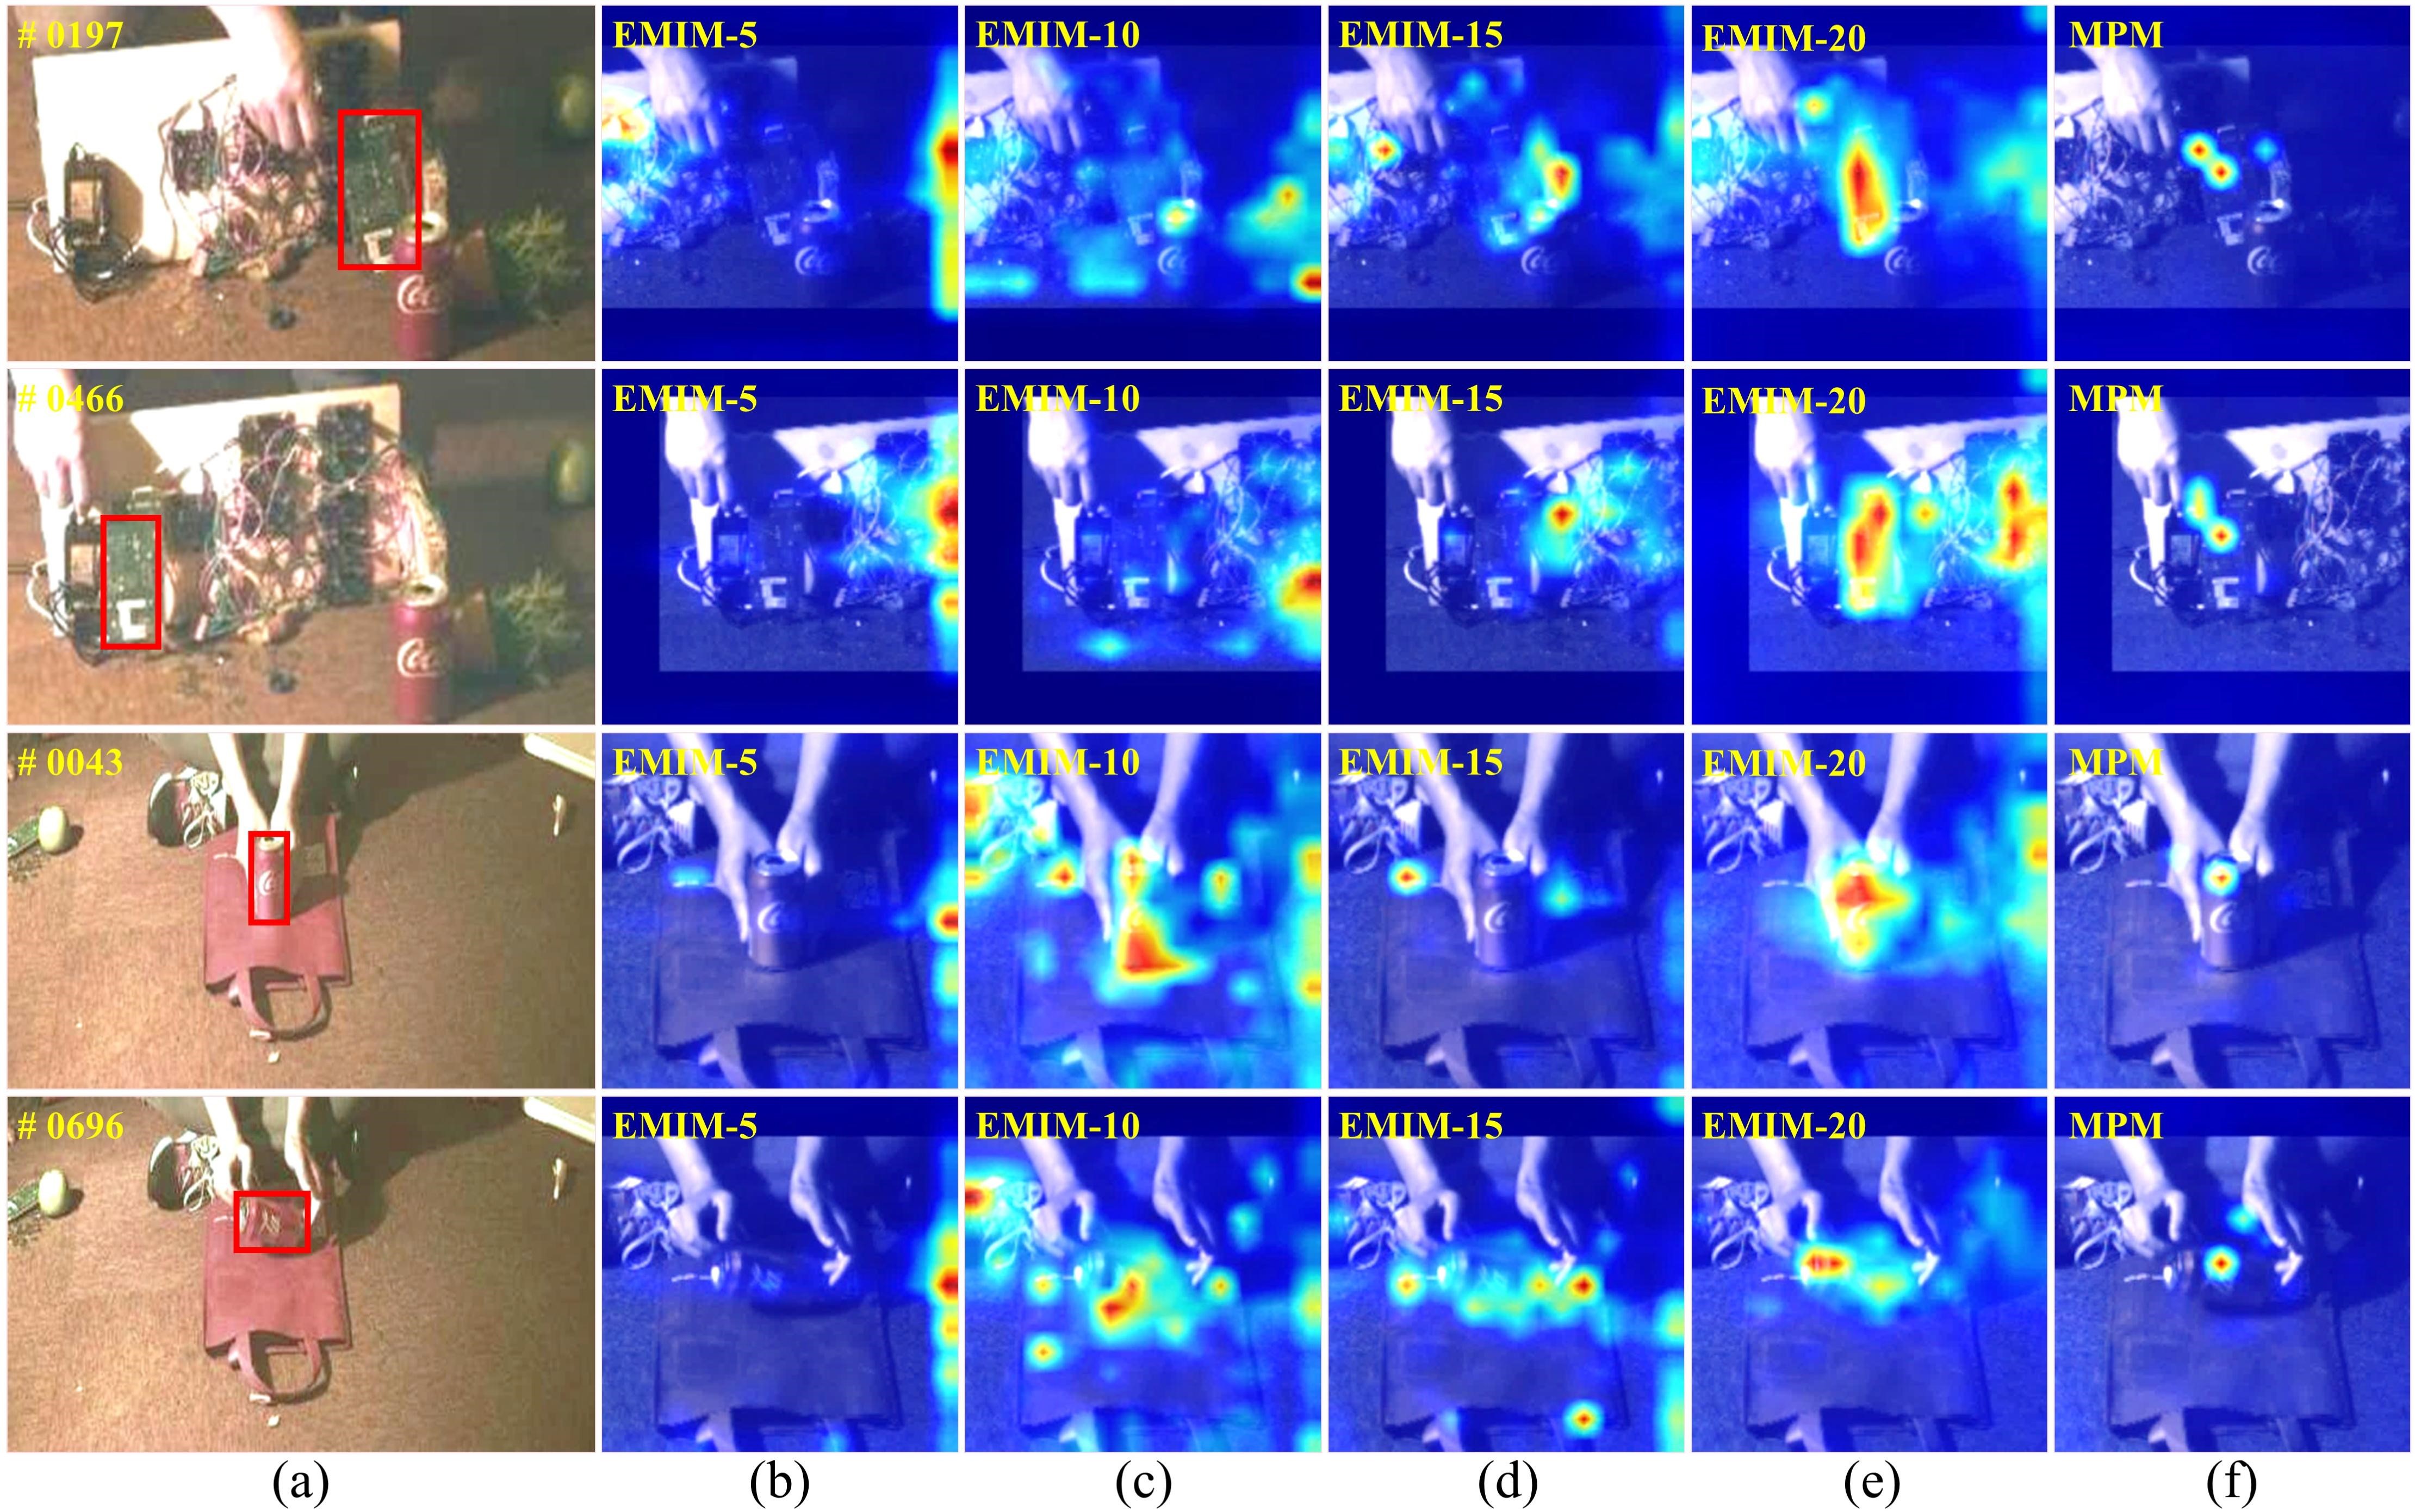 # 0197 EMIM-5 EMIM-10 EMIM-15 EMIM-20 MPM
# 0466 EMIM-5 EMIM-10 EMIM-15 EMIM-20 MPM
# 0043 EMIM-5 EMIM-10 EMIM-15 EMIM-20 MPM
# 0696 EMIM-5 EMIM-10 EMIM-15 EMIM-20 MPM
(a) (b) (c) (d) (e) (f)